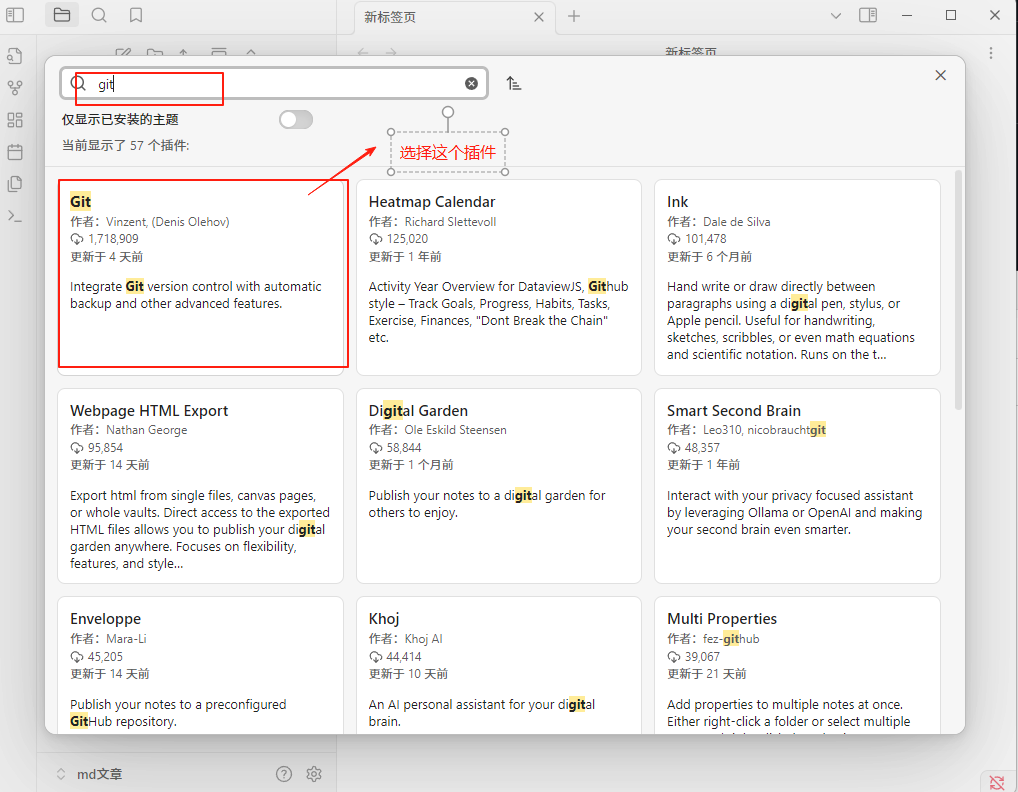 新标签页
新标签页
git
仅显示已安装的主题
当前显示了 57 个插件:
选择这个插件
Git
作者：Vinzent, (Denis Olehov)
1,718,909
更新于 4 天前
Integrate Git version control with automatic
backup and other advanced features.
Heatmap Calendar
作者：Richard Slettevoll
125,020
更新于 1 年前
Activity Year Overview for DataviewJS, Github
style – Track Goals, Progress, Habits, Tasks,
Exercise, Finances, "Dont Break the Chain"
etc.
Ink
作者：Dale de Silva
101,478
更新于 6 个月前
Hand write or draw directly between
paragraphs using a digital pen, stylus, or
Apple pencil. Useful for handwriting,
sketches, scribbles, or even math equations
and scientific notation. Runs on the t...
Webpage HTML Export
作者：Nathan George
95,854
更新于 14 天前
Export html from single files, canvas pages,
or whole vaults. Direct access to the exported
HTML files allows you to publish your digital
garden anywhere. Focuses on flexibility,
features, and style...
Digital Garden
作者：Ole Eskild Steensen
58,844
更新于 1 个月前
Publish your notes to a digital garden for
others to enjoy.
Smart Second Brain
作者：Leo310, nicobrauchtgit
48,357
更新于 1 年前
Interact with your privacy focused assistant
by leveraging Ollama or OpenAI and making
your second brain even smarter.
Enveloppe
作者：Mara-Li
45,205
更新于 14 天前
Publish your notes to a preconfigured
GitHub repository.
Khoj
作者：Khoj AI
44,414
更新于 10 天前
An AI personal assistant for your digital
brain.
Multi Properties
作者：fez-github
39,067
更新于 21 天前
Add properties to multiple notes at once.
Either right-click a folder or select multiple
md文章